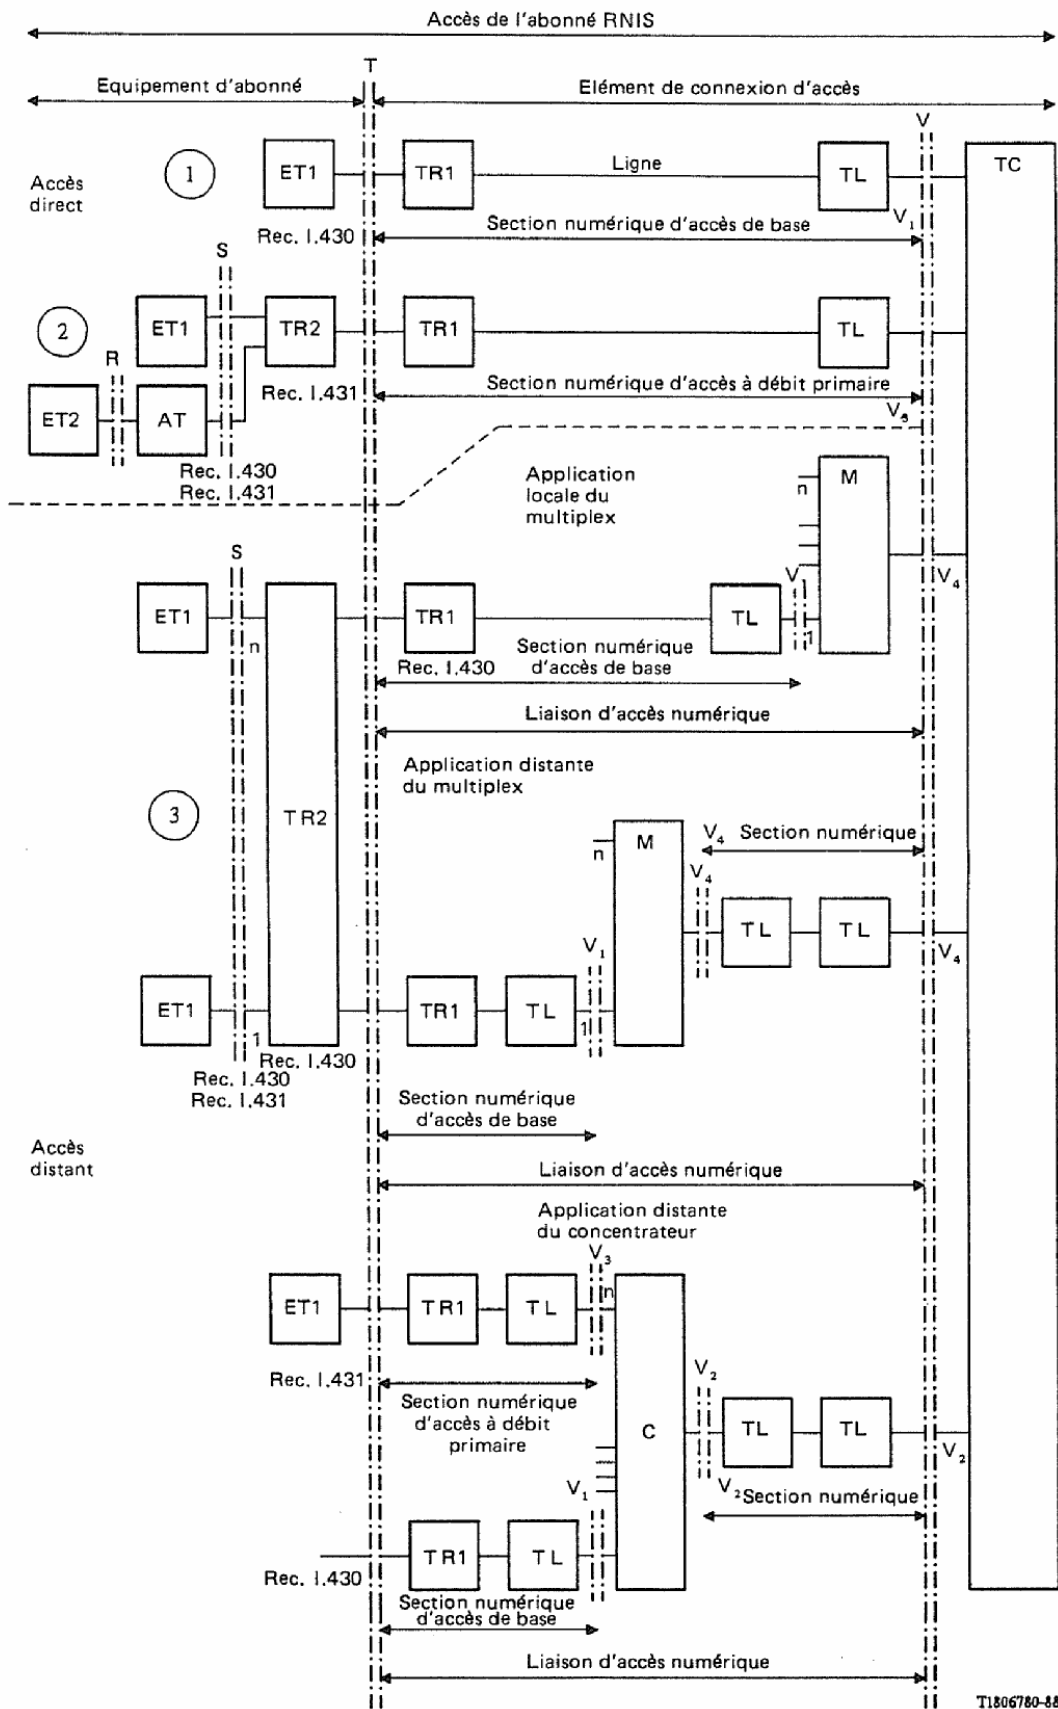 Accès de l'abonné RNIS
T
Equipement d'abonné
Elément de connexion d'accès
V
1
ET1
TR1
Ligne
TL
TC
Accès
direct
V₁
Rec. I.430
Section numérique d'accès de base
S
2
ET1
TR2
TR1
TL
R
Rec. I.431
Section numérique d'accès à débit primaire
V₃
ET2
AT
Rec. I.430
Rec. I.431
Application
locale du
multiplex
n
M
S
V
V₄
ET1
n
TR1
TL
1
Rec. I.430
Section numérique
d'accès de base
Liaison d'accès numérique
Application distante
du multiplex
3
TR2
n
M
V₄ Section numérique
V₄
TL
TL
V₁
V₄
ET1
1
TR1
TL
1
Rec. I.430
Rec. I.430
Rec. I.431
Section numérique
d'accès de base
Accès
distant
Liaison d'accès numérique
Application distante
du concentrateur
V₃
n
ET1
TR1
TL
Rec. I.431
Section numérique
d'accès à débit
primaire
V₂
C
TL
TL
V₂
V₁
V₂ Section numérique
TR1
TL
Rec. I.430
Section numérique
d'accès de base
Liaison d'accès numérique
T1806780-88